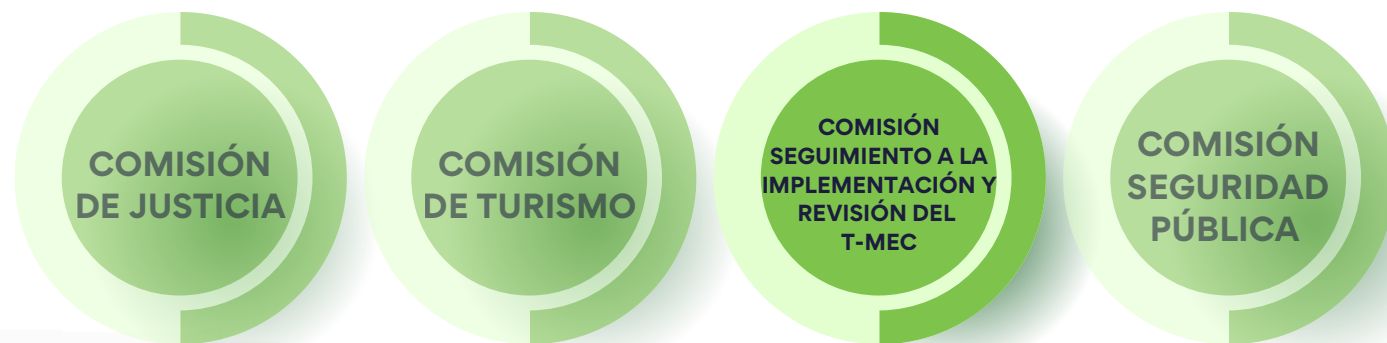 COMISIÓN
DE JUSTICIA
COMISIÓN
DE TURISMO
COMISIÓN
SEGUIMIENTO A LA
IMPLEMENTACIÓN Y
REVISIÓN DEL
T-MEC
COMISIÓN
SEGURIDAD
PÚBLICA